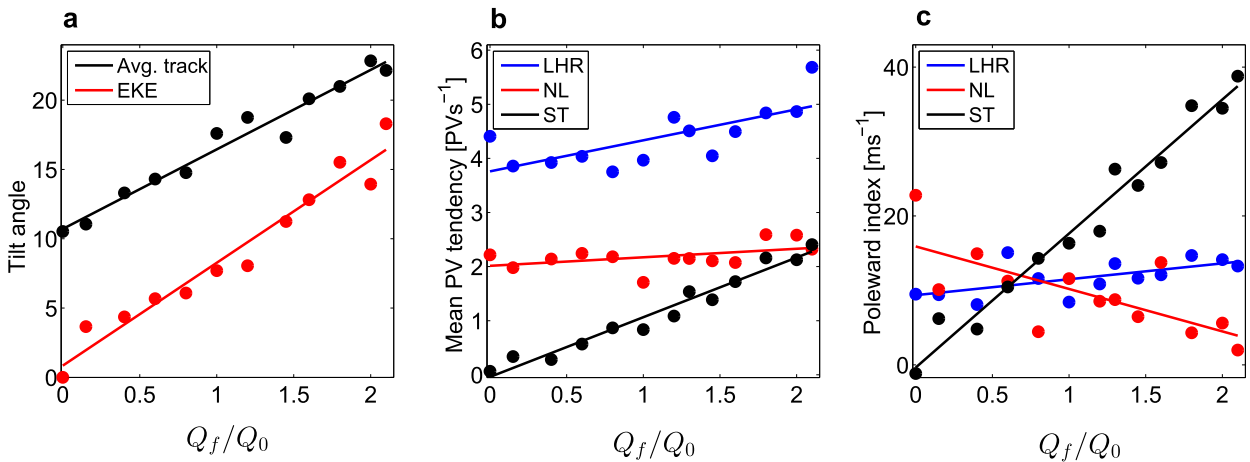 a
Avg. track
EKE
Tilt angle
0
5
10
15
20
0
0.5
1
1.5
2
Q_f/Q_0
b
LHR
NL
ST
Mean PV tendency [PVs⁻¹]
0
1
2
3
4
5
6
0
0.5
1
1.5
2
Q_f/Q_0
c
LHR
NL
ST
Poleward index [ms⁻¹]
0
20
40
0
0.5
1
1.5
2
Q_f/Q_0